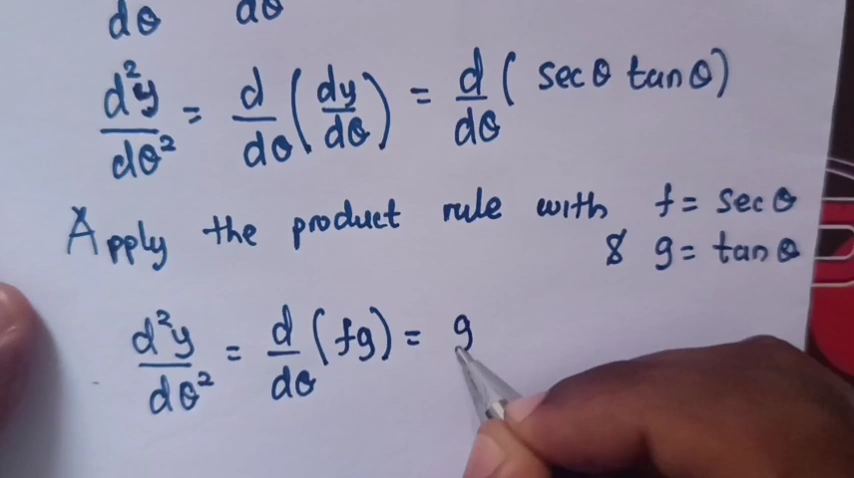 dθ dθ
d²y/dθ² = d/dθ (dy/dθ) = d/dθ ( secθ tanθ)
Apply the product rule with f = secθ
& g = tanθ
d²y/dθ² = d/dθ (fg) = g